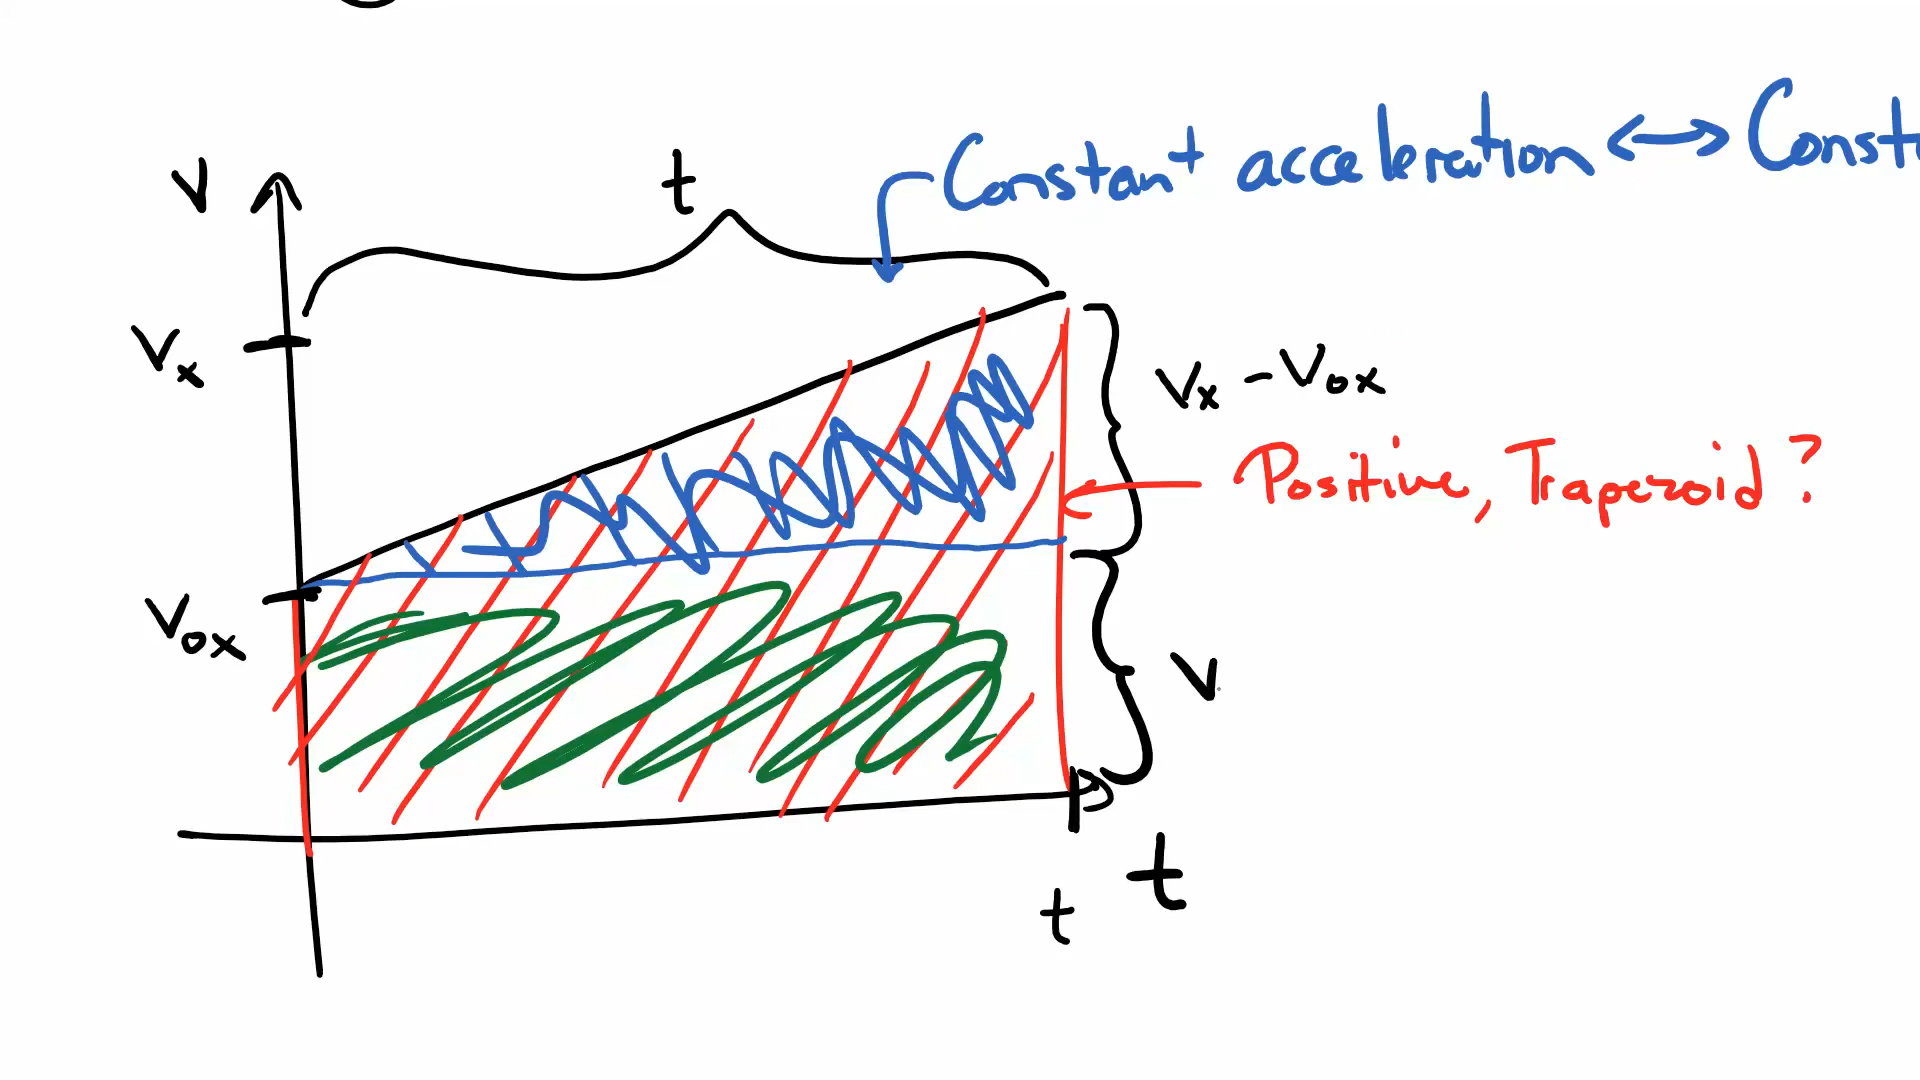 Constant acceleration ↔ Const
V
t
Vx
Vx - Vox
Positive, Trapezoid?
Vox
V
t
t